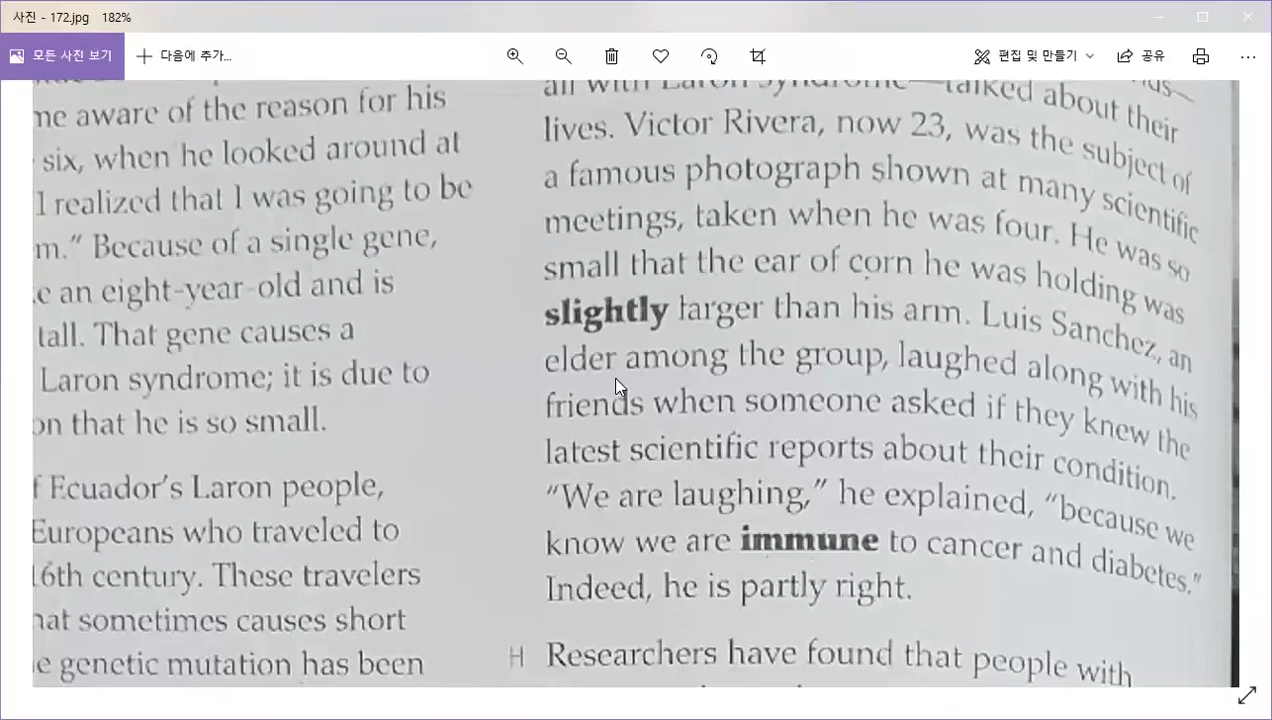 사진 - 172.jpg 182%
모든 사진 보기
다음에 추가...
편집 및 만들기
공유
me aware of the reason for his
six, when he looked around at
I realized that I was going to be
m." Because of a single gene,
an eight-year-old and is
tall. That gene causes a
Laron syndrome; it is due to
on that he is so small.
f Ecuador's Laron people,
Europeans who traveled to
16th century. These travelers
hat sometimes causes short
e genetic mutation has been
all with Laron syndrome—talked about their
lives. Victor Rivera, now 23, was the subject of
a famous photograph shown at many scientific
meetings, taken when he was four. He was so
small that the ear of corn he was holding was
slightly larger than his arm. Luis Sanchez, an
elder among the group, laughed along with his
friends when someone asked if they knew the
latest scientific reports about their condition.
"We are laughing," he explained, "because we
know we are immune to cancer and diabetes."
Indeed, he is partly right.
H Researchers have found that people with